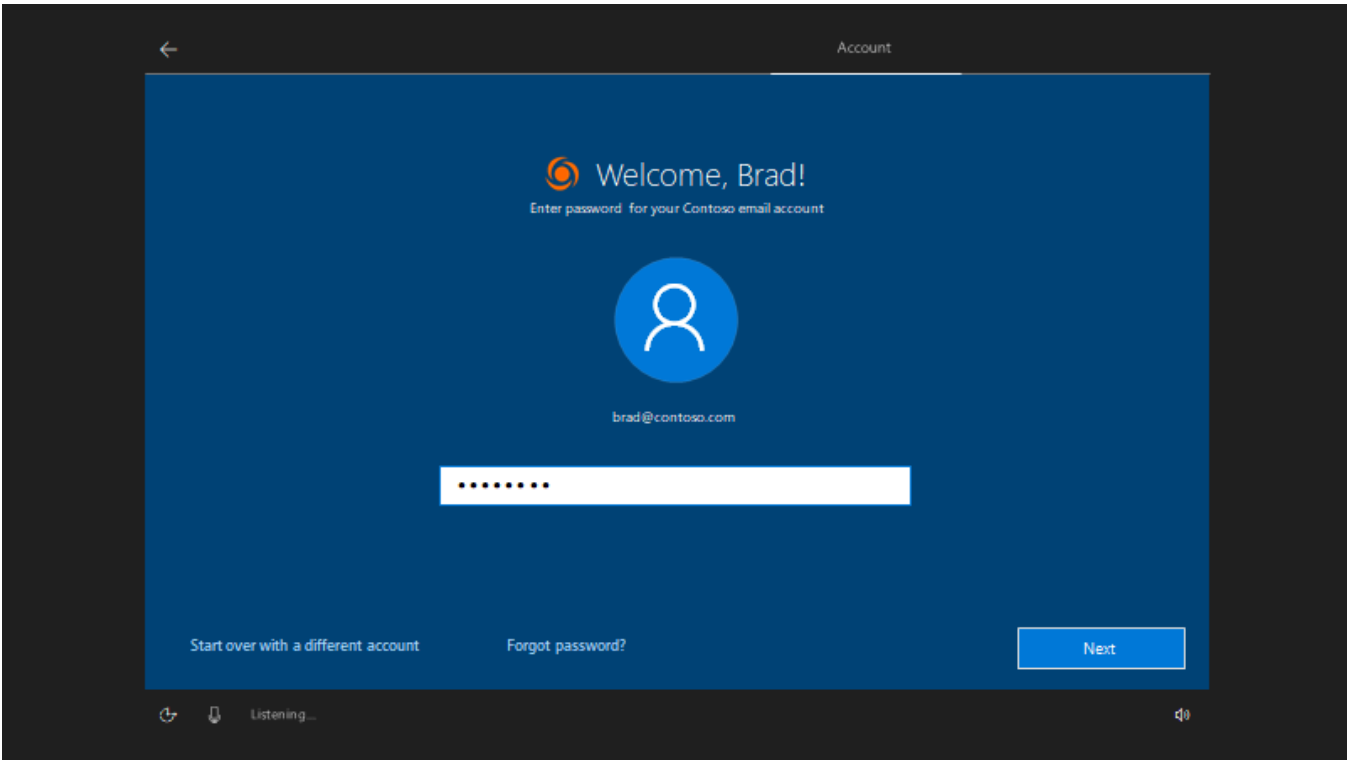 Account
Welcome, Brad!
Enter password for your Contoso email account
brad@contoso.com
••••••••
Start over with a different account
Forgot password?
Next
Listening...